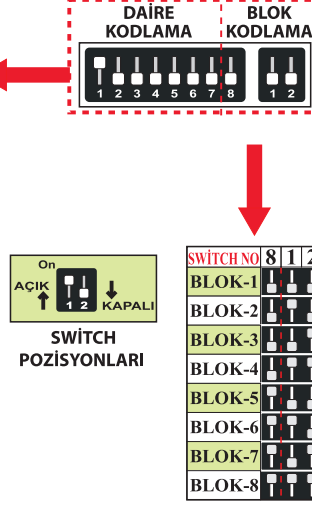 DAİRE
KODLAMA
BLOK
KODLAMA
1 2 3 4 5 6 7 8 1 2
On
AÇIK
1 2
KAPALI
SWİTCH
POZİSYONLARI
SWİTCH NO 8 1 2
BLOK-1
BLOK-2
BLOK-3
BLOK-4
BLOK-5
BLOK-6
BLOK-7
BLOK-8